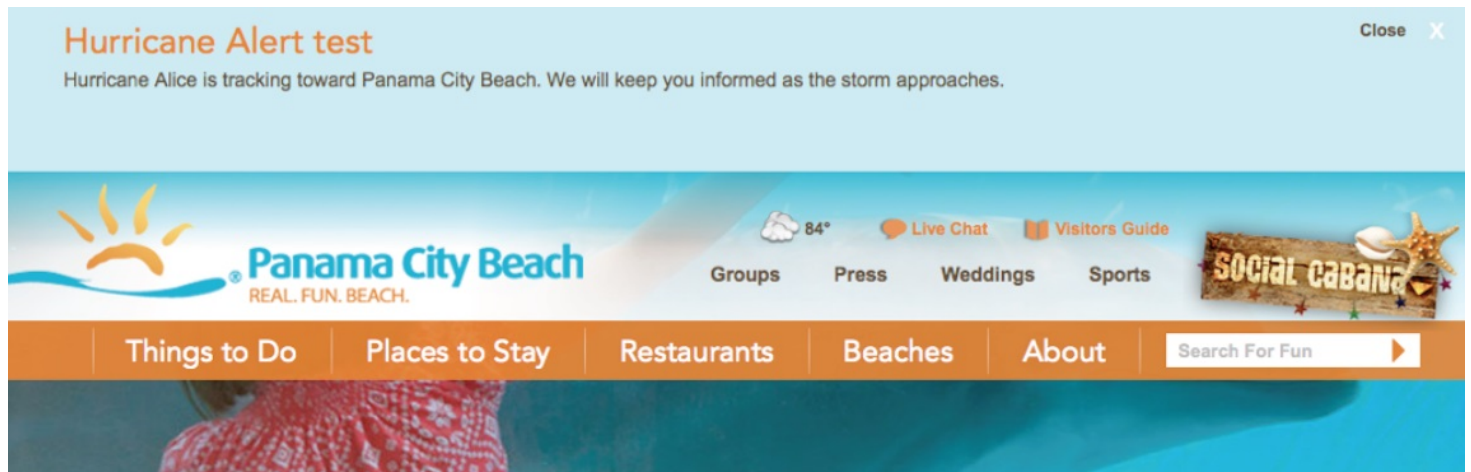 Hurricane Alert test
Close X
Hurricane Alice is tracking toward Panama City Beach. We will keep you informed as the storm approaches.
84° Live Chat Visitors Guide
Panama City Beach
®
REAL. FUN. BEACH.
Groups Press Weddings Sports
SOCIAL CABANA
Things to Do Places to Stay Restaurants Beaches About Search For Fun